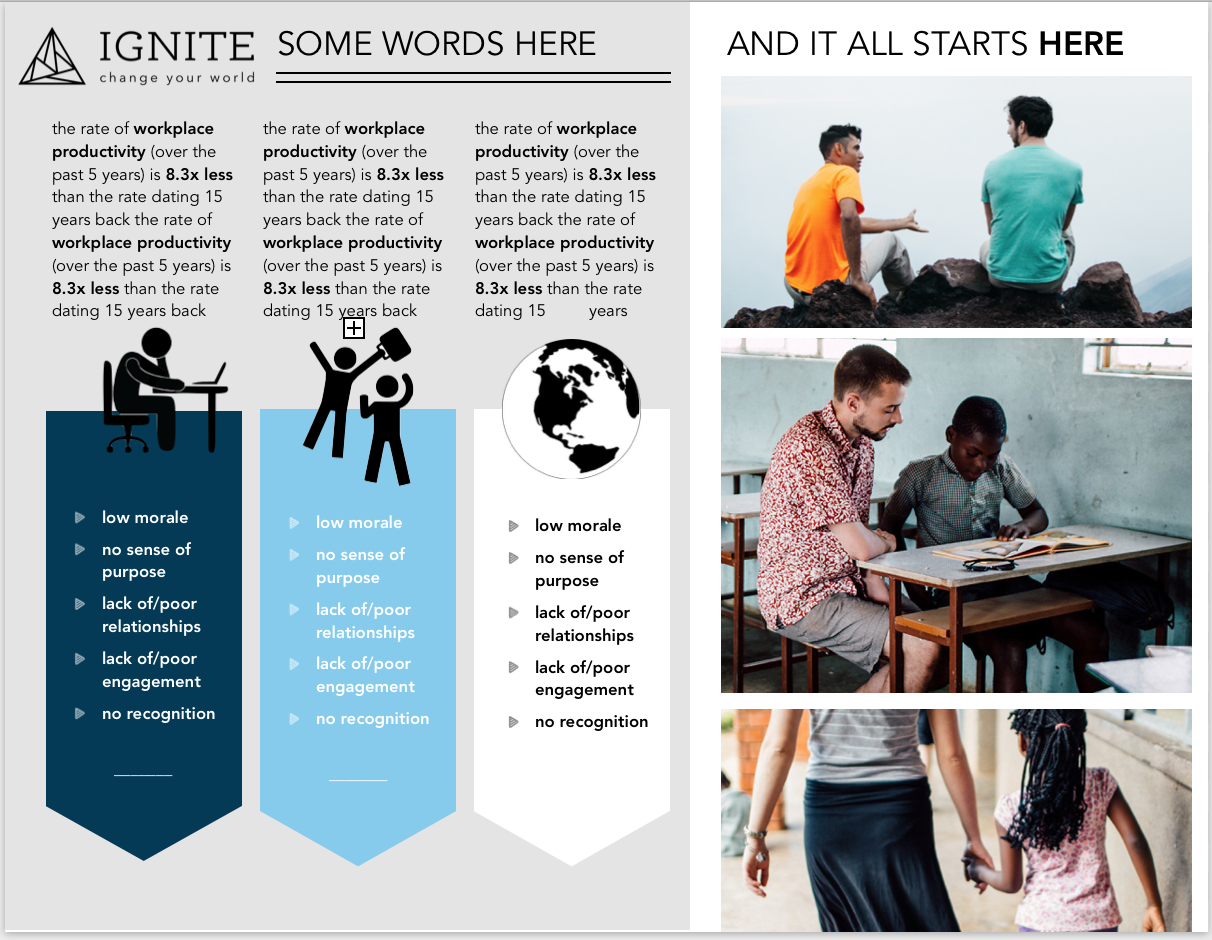 IGNITE
change your world
SOME WORDS HERE
the rate of workplace
productivity (over the
past 5 years) is 8.3x less
than the rate dating 15
years back the rate of
workplace productivity
(over the past 5 years) is
8.3x less than the rate
dating 15 years back
the rate of workplace
productivity (over the
past 5 years) is 8.3x less
than the rate dating 15
years back the rate of
workplace productivity
(over the past 5 years) is
8.3x less than the rate
dating 15 years back
the rate of workplace
productivity (over the
past 5 years) is 8.3x less
than the rate dating 15
years back the rate of
workplace productivity
(over the past 5 years) is
8.3x less than the rate
dating 15 years
low morale
no sense of
purpose
lack of/poor
relationships
lack of/poor
engagement
no recognition
low morale
no sense of
purpose
lack of/poor
relationships
lack of/poor
engagement
no recognition
low morale
no sense of
purpose
lack of/poor
relationships
lack of/poor
engagement
no recognition
AND IT ALL STARTS HERE